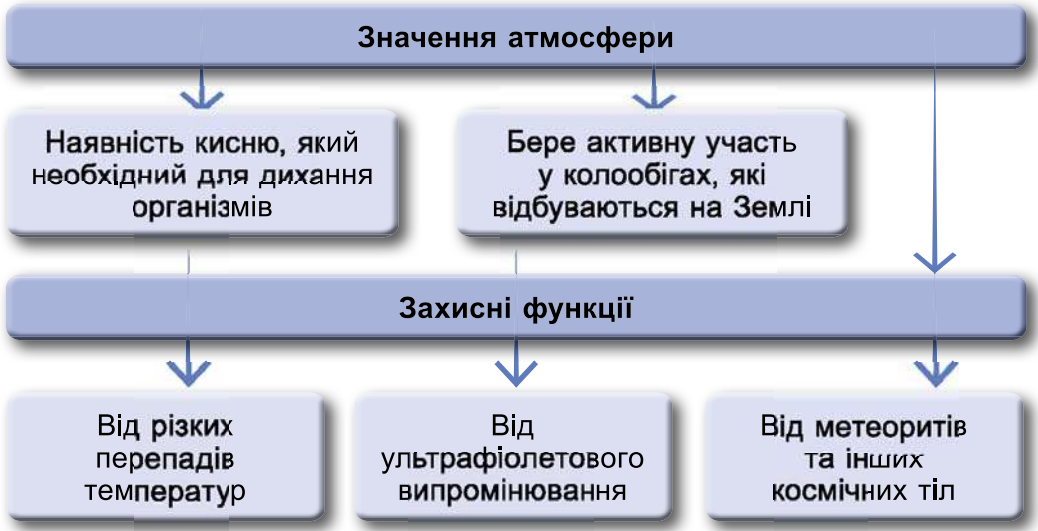 Значення атмосфери
Наявність кисню, який
необхідний для дихання
організмів
Бере активну участь
у колообігах, які
відбуваються на Землі
Захисні функції
Від різких
перепадів
температур
Від
ультрафіолетового
випромінювання
Від метеоритів
та інших
космічних тіл